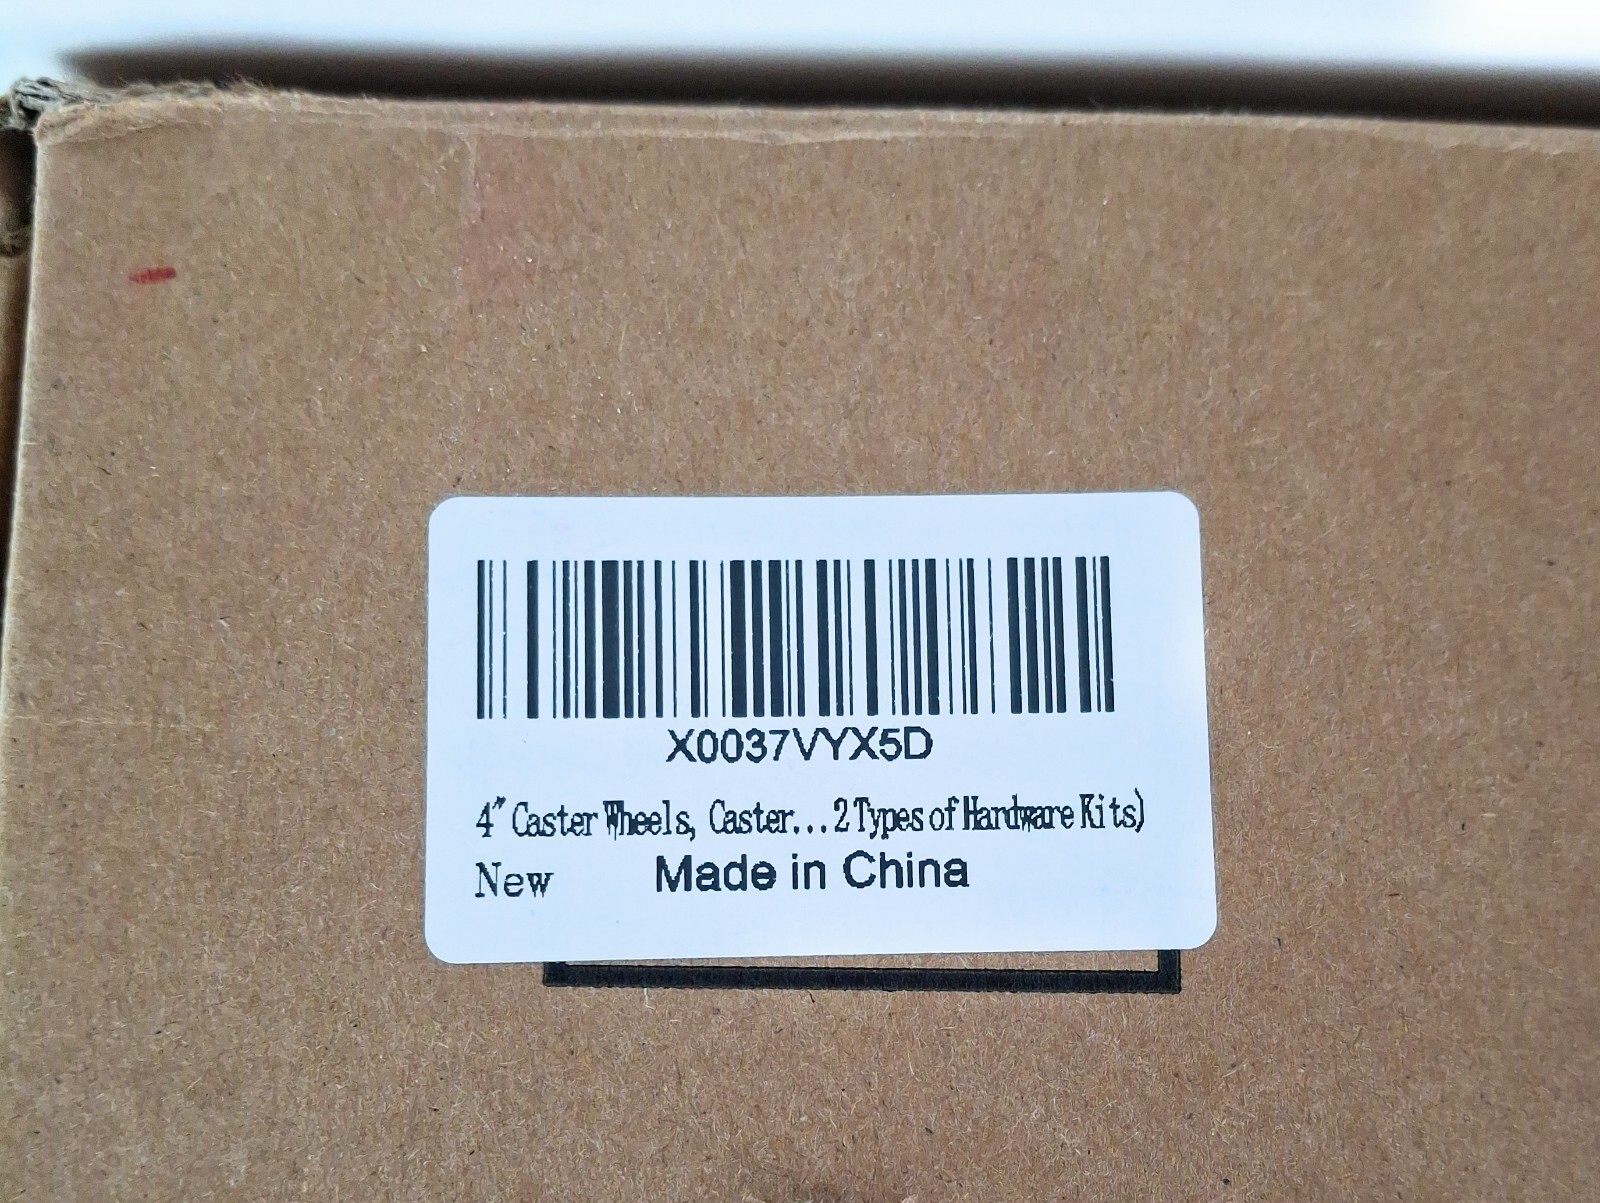 X0037VYX5D
4" Caster Wheels, Caster...2 Types of Hardware Kits)
New Made in China